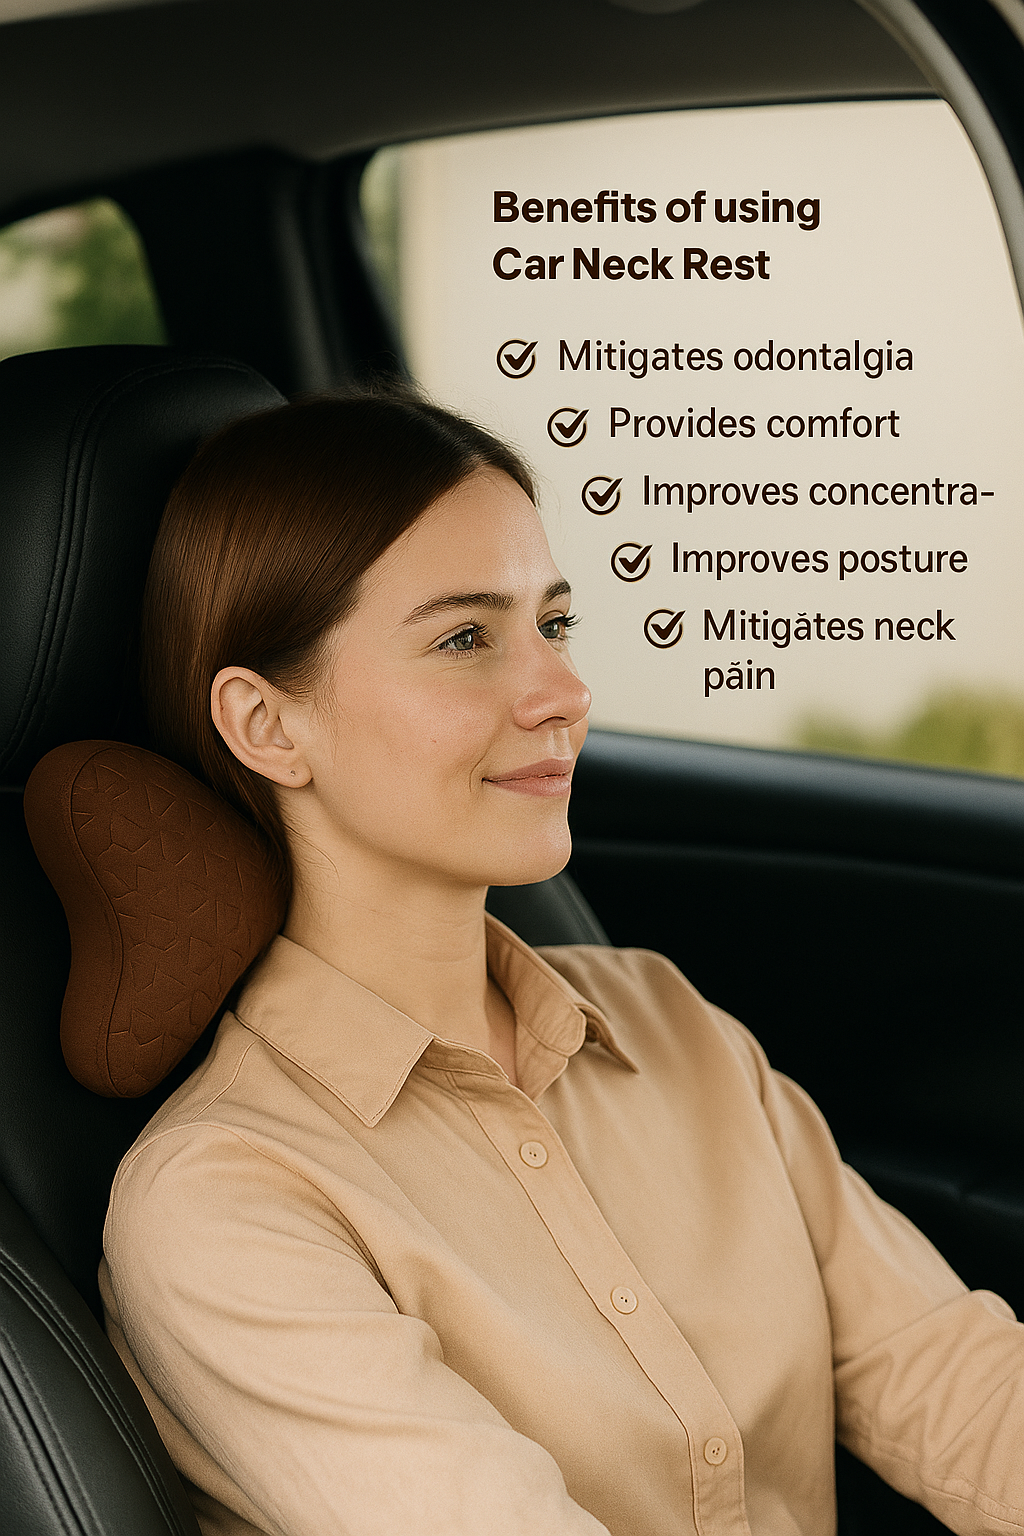 Benefits of using
Car Neck Rest
Mitigates odontalgia
Provides comfort
Improves concentra-
Improves posture
Mitigătes neck
păin